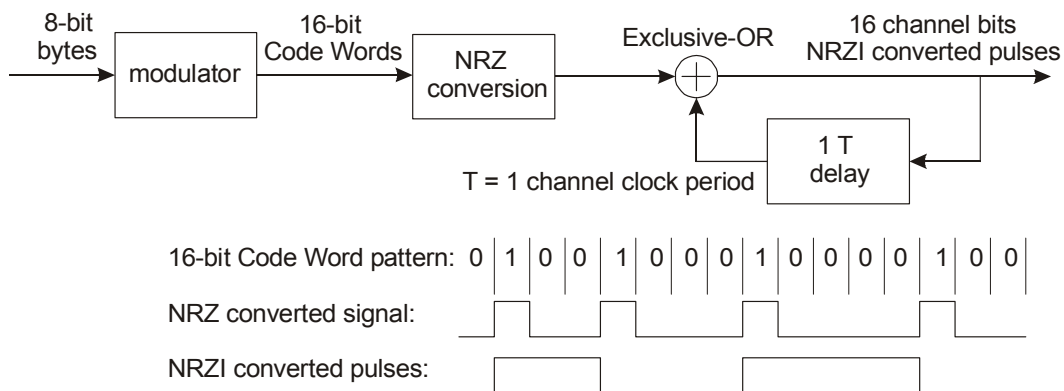 8-bit
bytes
modulator
16-bit
Code Words
NRZ
conversion
Exclusive-OR
16 channel bits
NRZI converted pulses
1 T
delay
T = 1 channel clock period
16-bit Code Word pattern: 0 1 0 0 1 0 0 0 1 0 0 0 0 1 0 0
NRZ converted signal:
NRZI converted pulses: